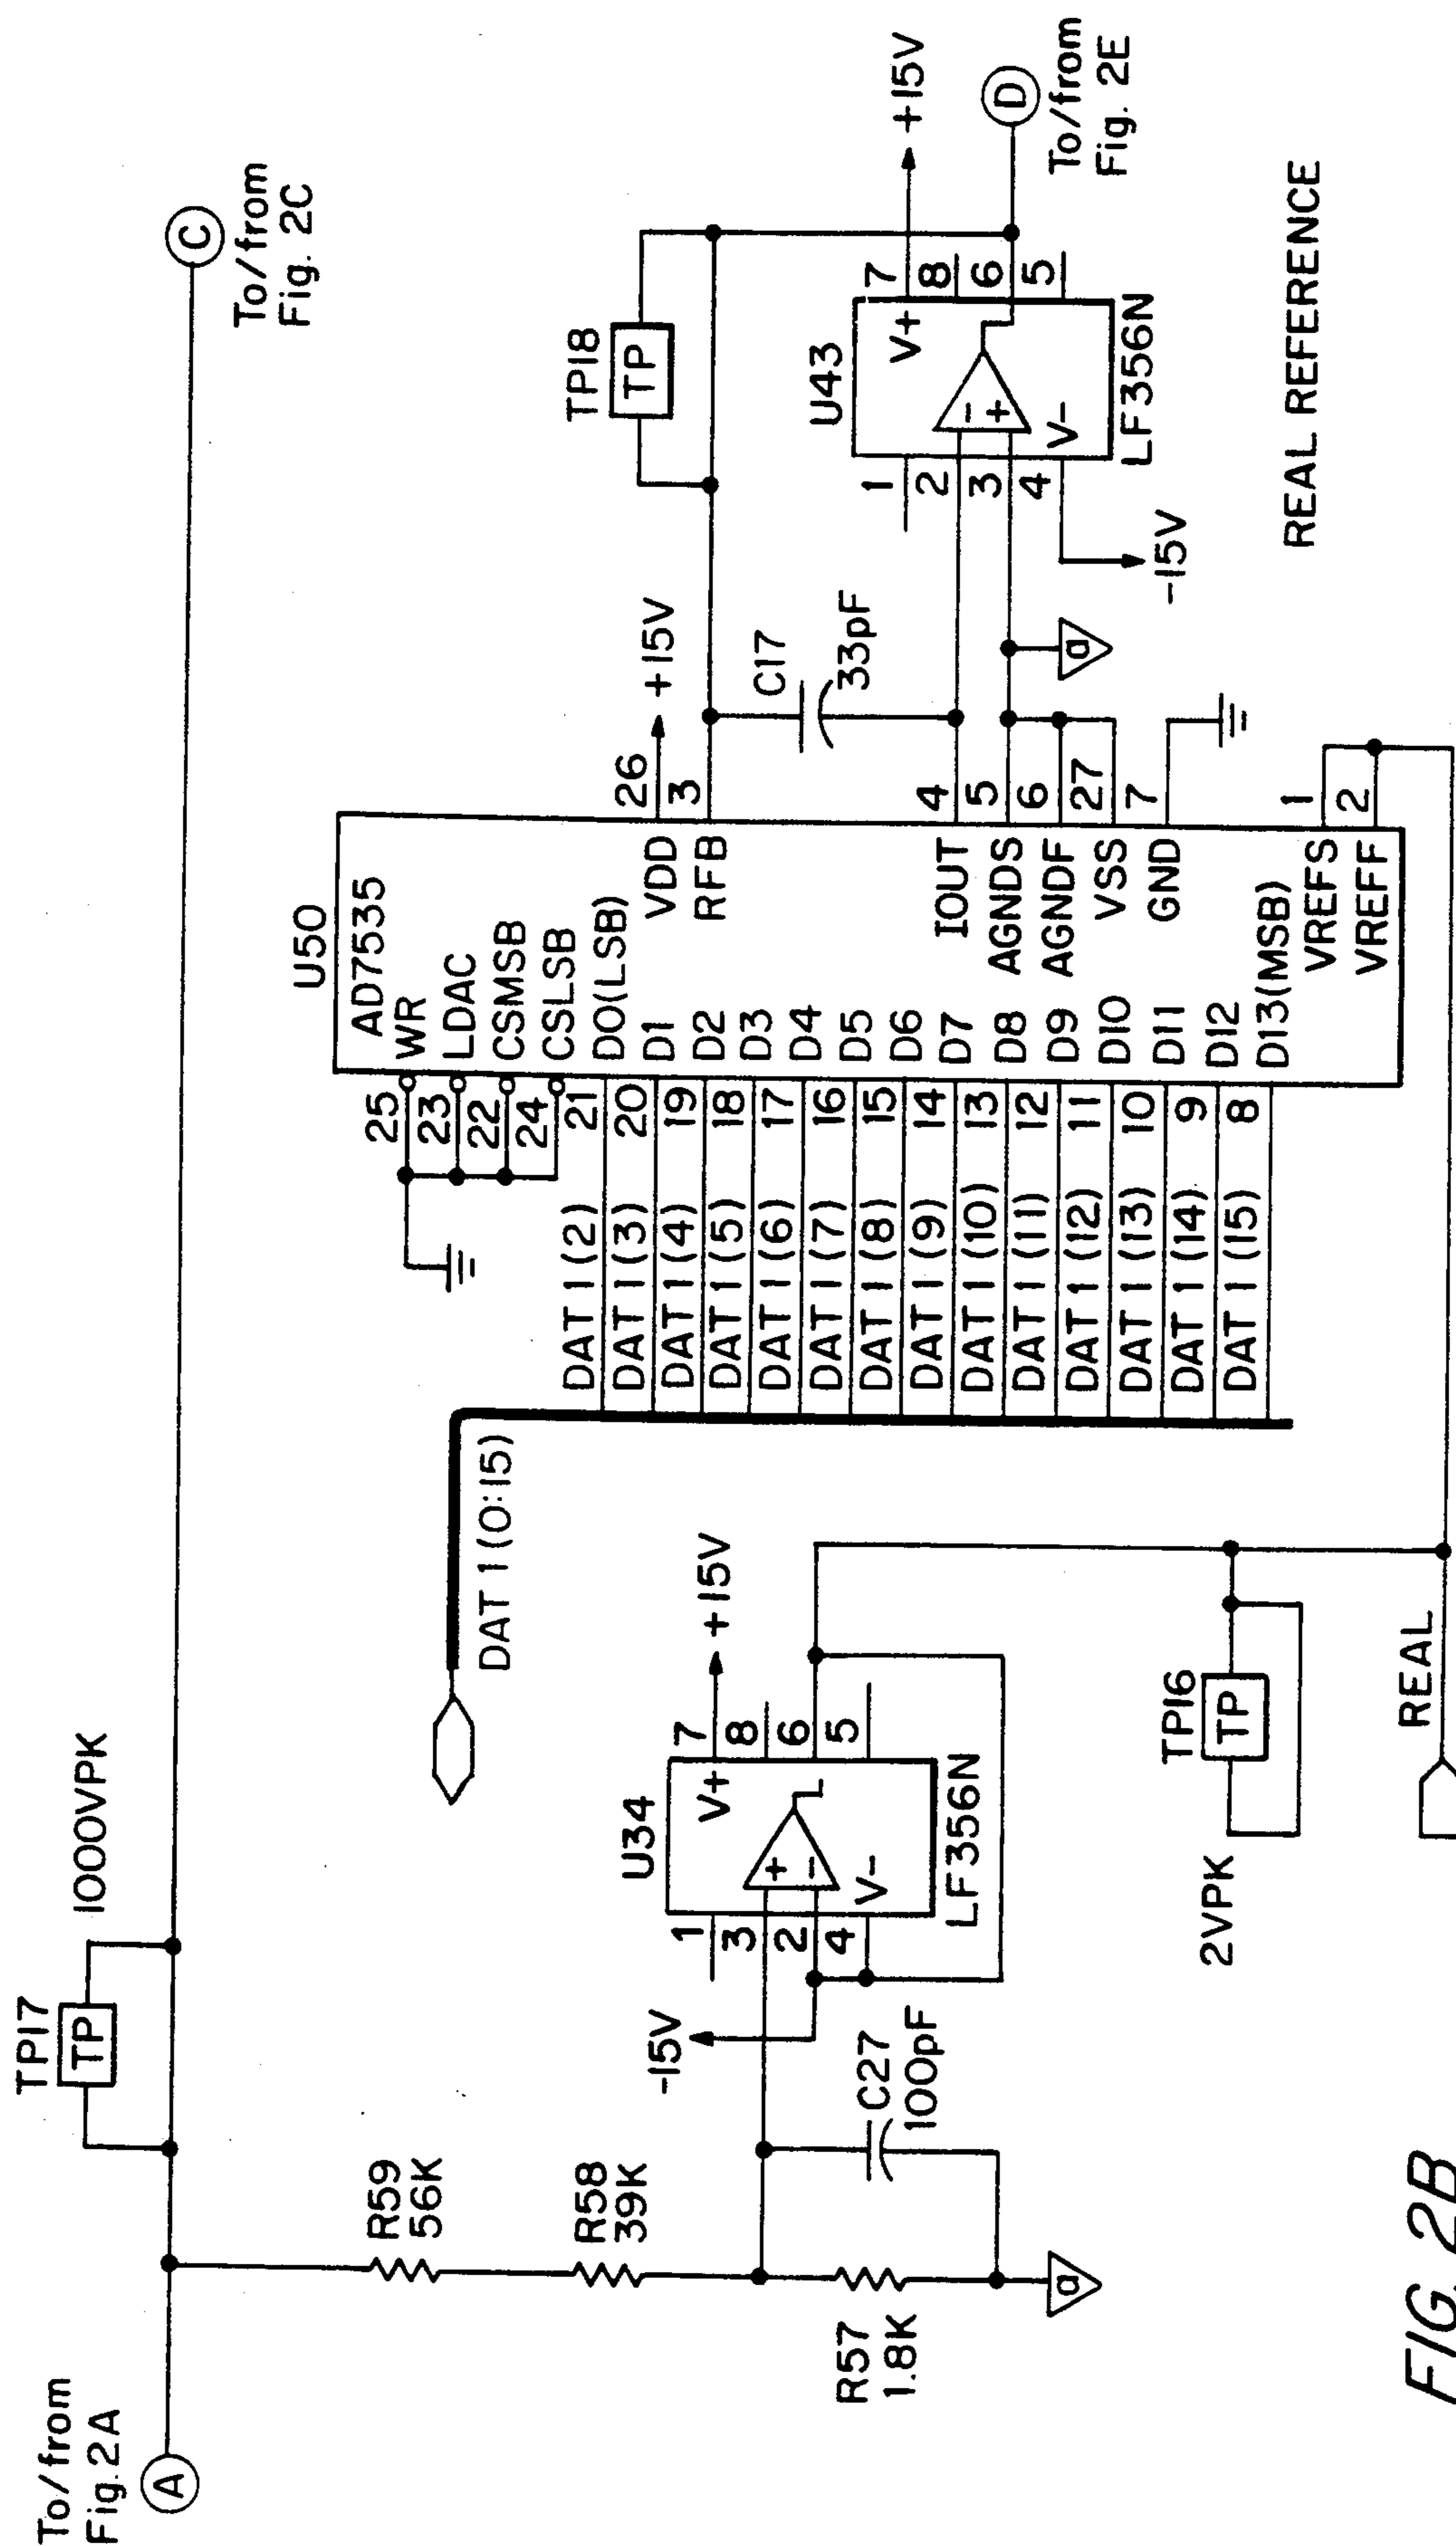 To/from
Fig.2A
A
TP17
TP
1000VPK
C
To/from
Fig. 2C
R59
56K
R58
39K
R57
1.8K
a
C27
100pF
-15V
U34
1
3
2
4
+
-
V+
V-
7
8
6
5
LF356N
+15V
TP16
TP
2VPK
REAL
DAT 1 (0:15)
DAT 1 (2)
DAT 1 (3)
DAT 1 (4)
DAT 1 (5)
DAT 1 (6)
DAT 1 (7)
DAT 1 (8)
DAT 1 (9)
DAT 1 (10)
DAT 1 (11)
DAT 1 (12)
DAT 1 (13)
DAT 1 (14)
DAT 1 (15)
25
23
22
24
21
20
19
18
17
16
15
14
13
12
11
10
9
8
U50
AD7535
WR
LDAC
CSMSB
CSLSB
D0(LSB)
D1
D2
D3
D4
D5
D6
D7
D8
D9
D10
D11
D12
D13(MSB)
VDD
RFB
IOUT
AGNDS
AGNDF
VSS
GND
VREFS
VREFF
26
3
4
5
6
27
7
1
2
+15V
C17
33pF
a
TP18
TP
U43
1
2
3
4
-
+
V+
V-
7
8
6
5
LF356N
-15V
+15V
D
To/from
Fig. 2E
REAL REFERENCE
FIG. 2B